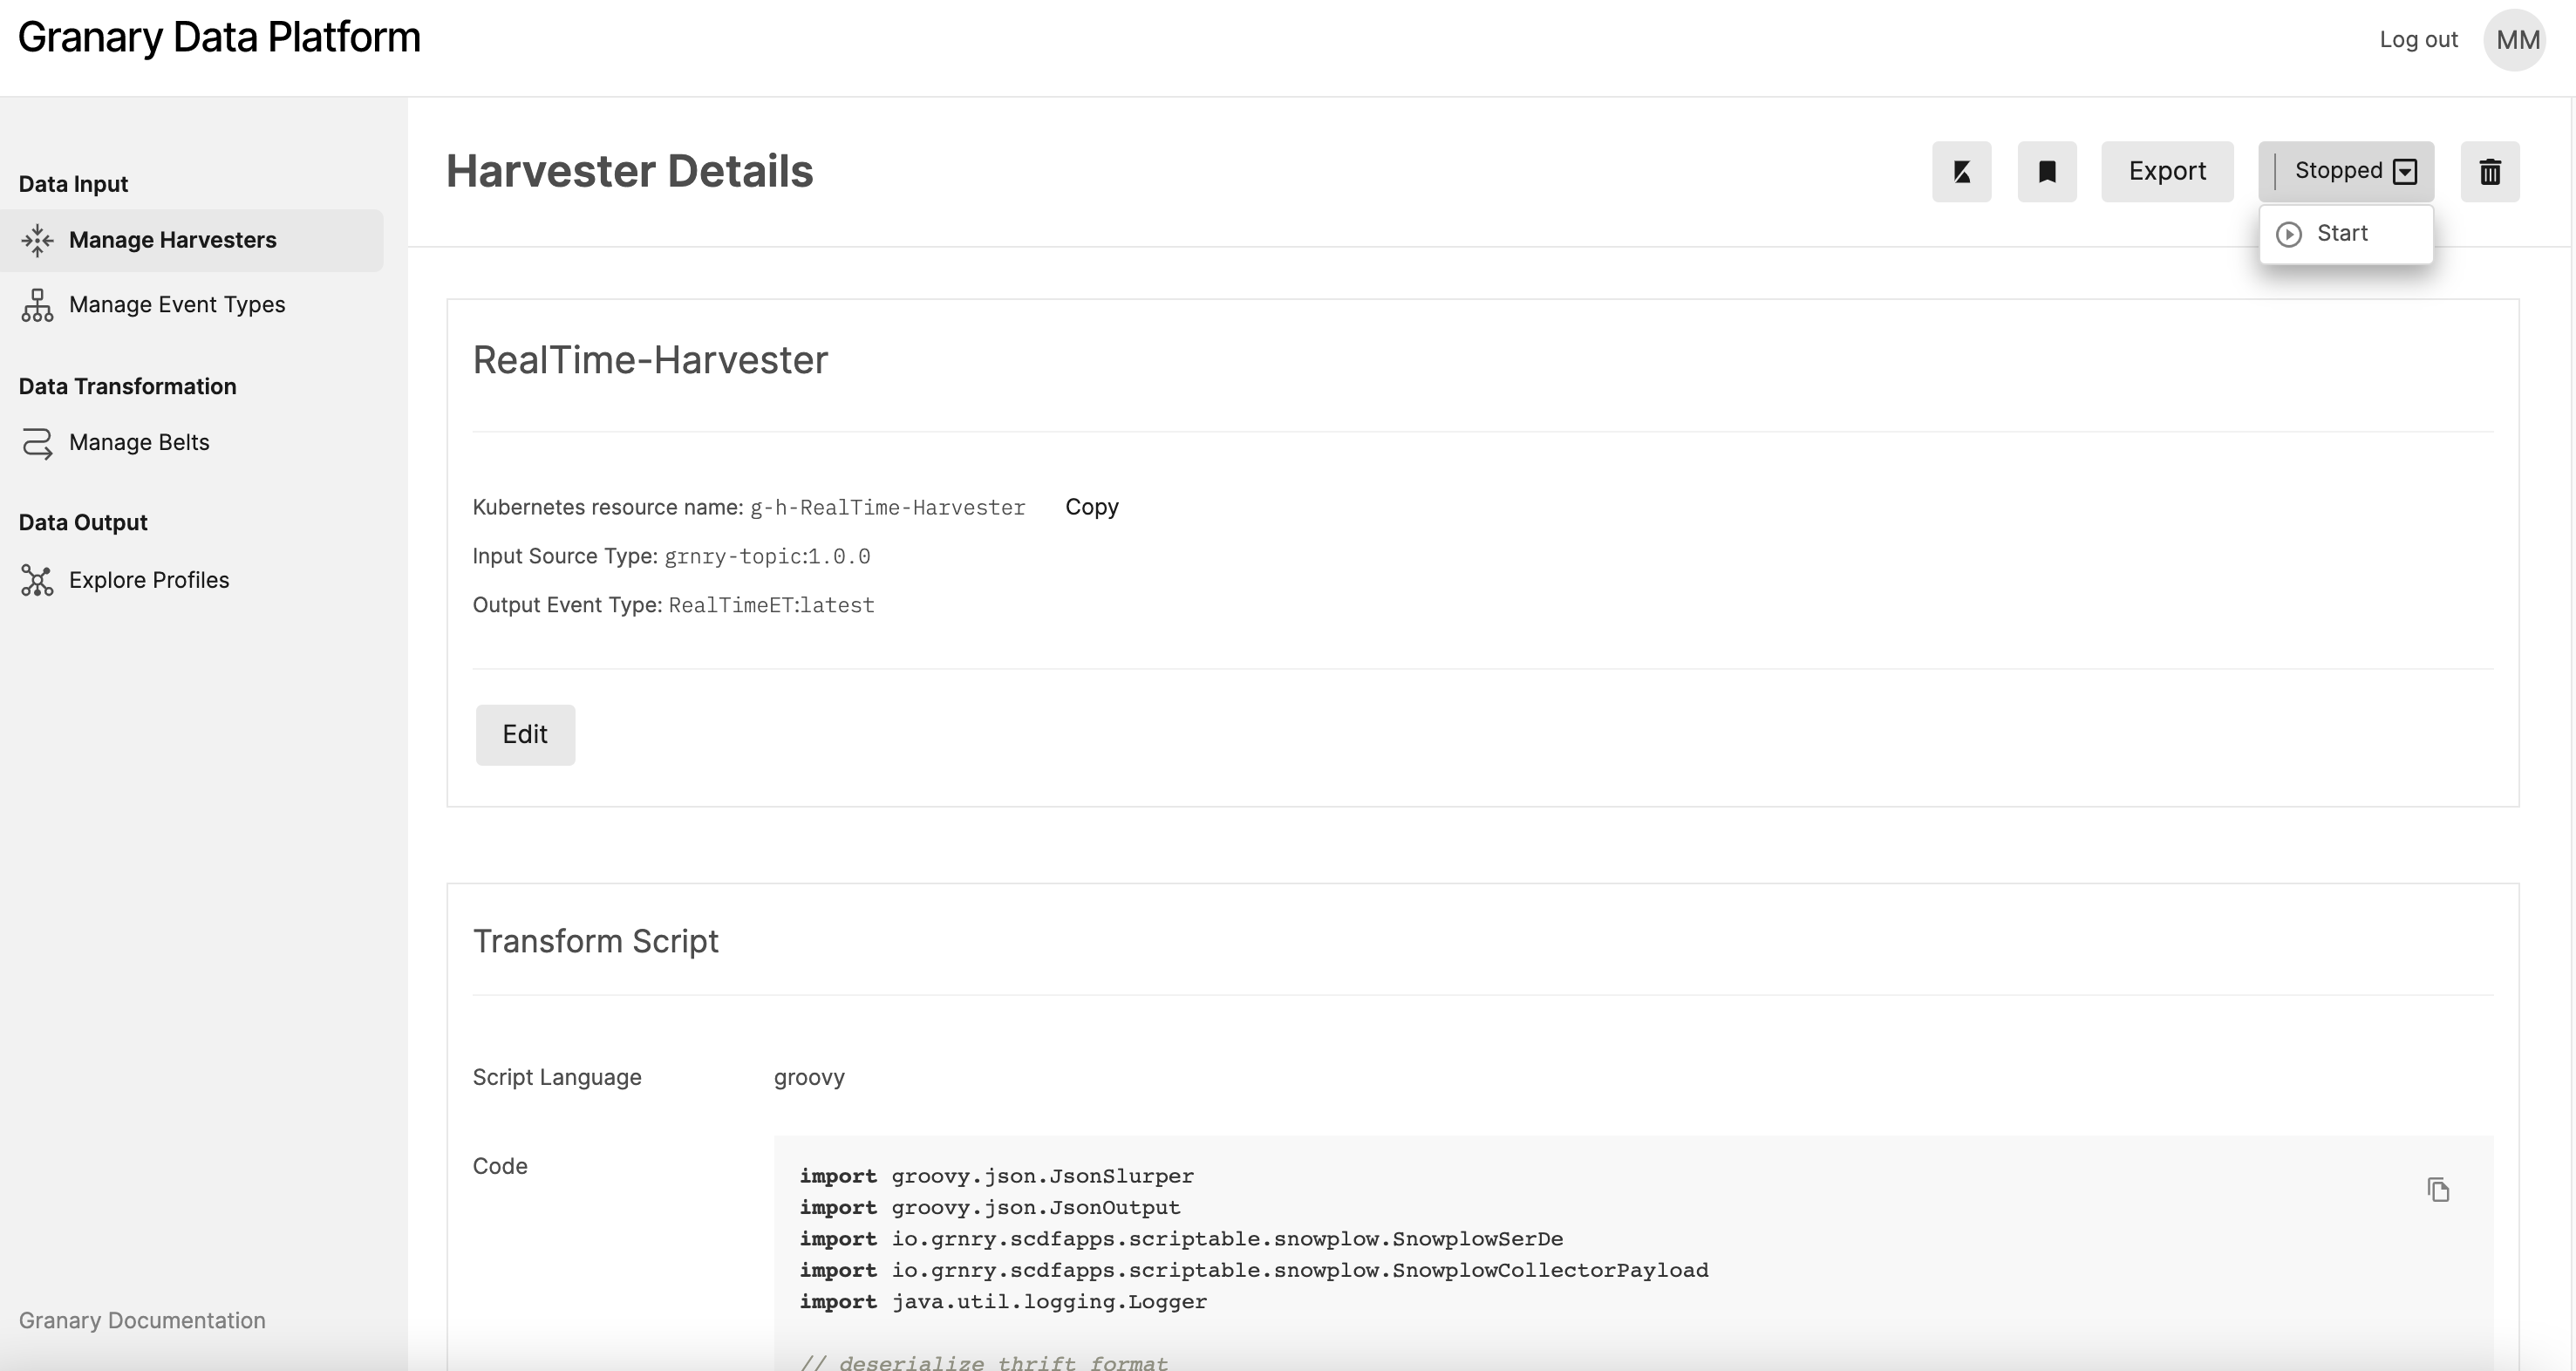 Granary Data Platform
Log out
MM
Data Input
Manage Harvesters
Manage Event Types
Data Transformation
Manage Belts
Data Output
Explore Profiles
Granary Documentation
Harvester Details
Export
Stopped
Start
RealTime-Harvester
Kubernetes resource name: g-h-RealTime-Harvester Copy
Input Source Type: grnry-topic:1.0.0
Output Event Type: RealTimeET:latest
Edit
Transform Script
Script Language groovy
Code
import groovy.json.JsonSlurper
import groovy.json.JsonOutput
import io.grnry.scdfapps.scriptable.snowplow.SnowplowSerDe
import io.grnry.scdfapps.scriptable.snowplow.SnowplowCollectorPayload
import java.util.logging.Logger
// deserialize thrift format